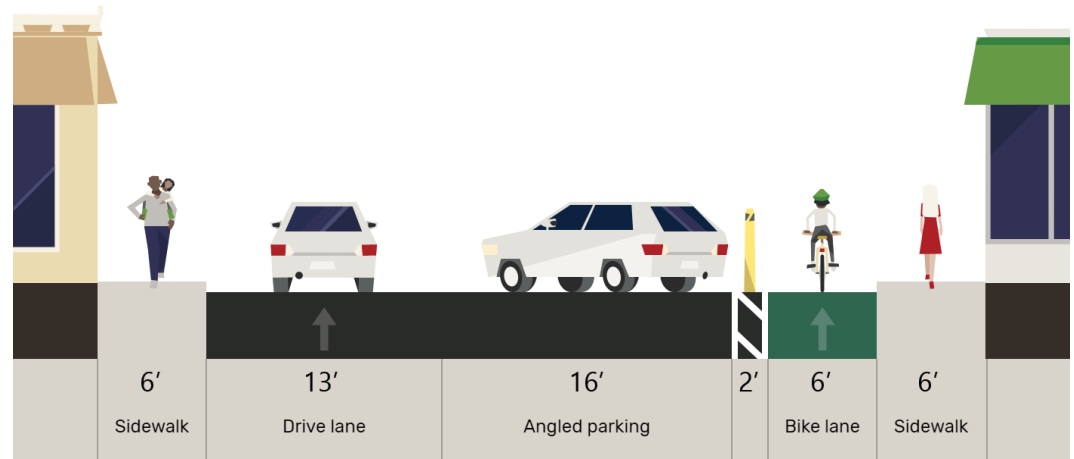 6′ 13′ 16′ 2′ 6′ 6′
Sidewalk Drive lane Angled parking Bike lane Sidewalk